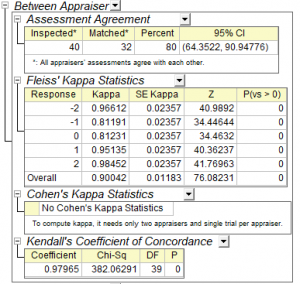 Between Appraiser
Assessment Agreement
Inspected* Matched* Percent 95% CI
40 32 80 (64.3522, 90.94776)
*: All appraisers' assessments agree with each other.
Fleiss' Kappa Statistics
Response Kappa SE Kappa Z P(vs > 0)
-2 0.96612 0.02357 40.9892 0
-1 0.81191 0.02357 34.44644 0
0 0.81231 0.02357 34.4632 0
1 0.95135 0.02357 40.36237 0
2 0.98452 0.02357 41.76963 0
Overall 0.90042 0.01183 76.08231 0
Cohen's Kappa Statistics
No Cohen's Kappa Statistics
To compute kappa, it needs only two appraisers and single trial per appraiser.
Kendall's Coefficient of Concordance
Coefficient Chi-Sq DF P
0.97965 382.06291 39 0